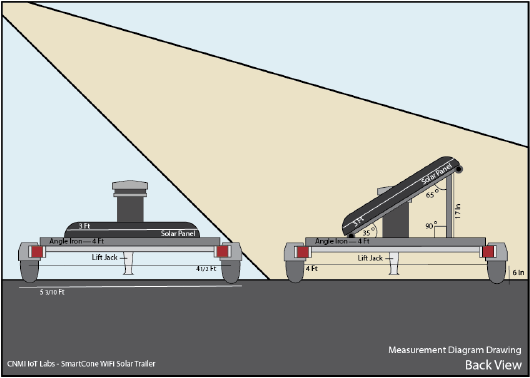 3 Ft
Solar Panel
Angle Iron — 4 Ft
Lift Jack
4 1/2 Ft
5 3/10 Ft
Solar Panel
3 Ft
65°
17 In
35°
90°
Angle Iron — 4 Ft
Lift Jack
4 Ft
6 In
Measurement Diagram Drawing
Back View
CNMI IoT Labs - SmartCone WIFI Solar Trailer